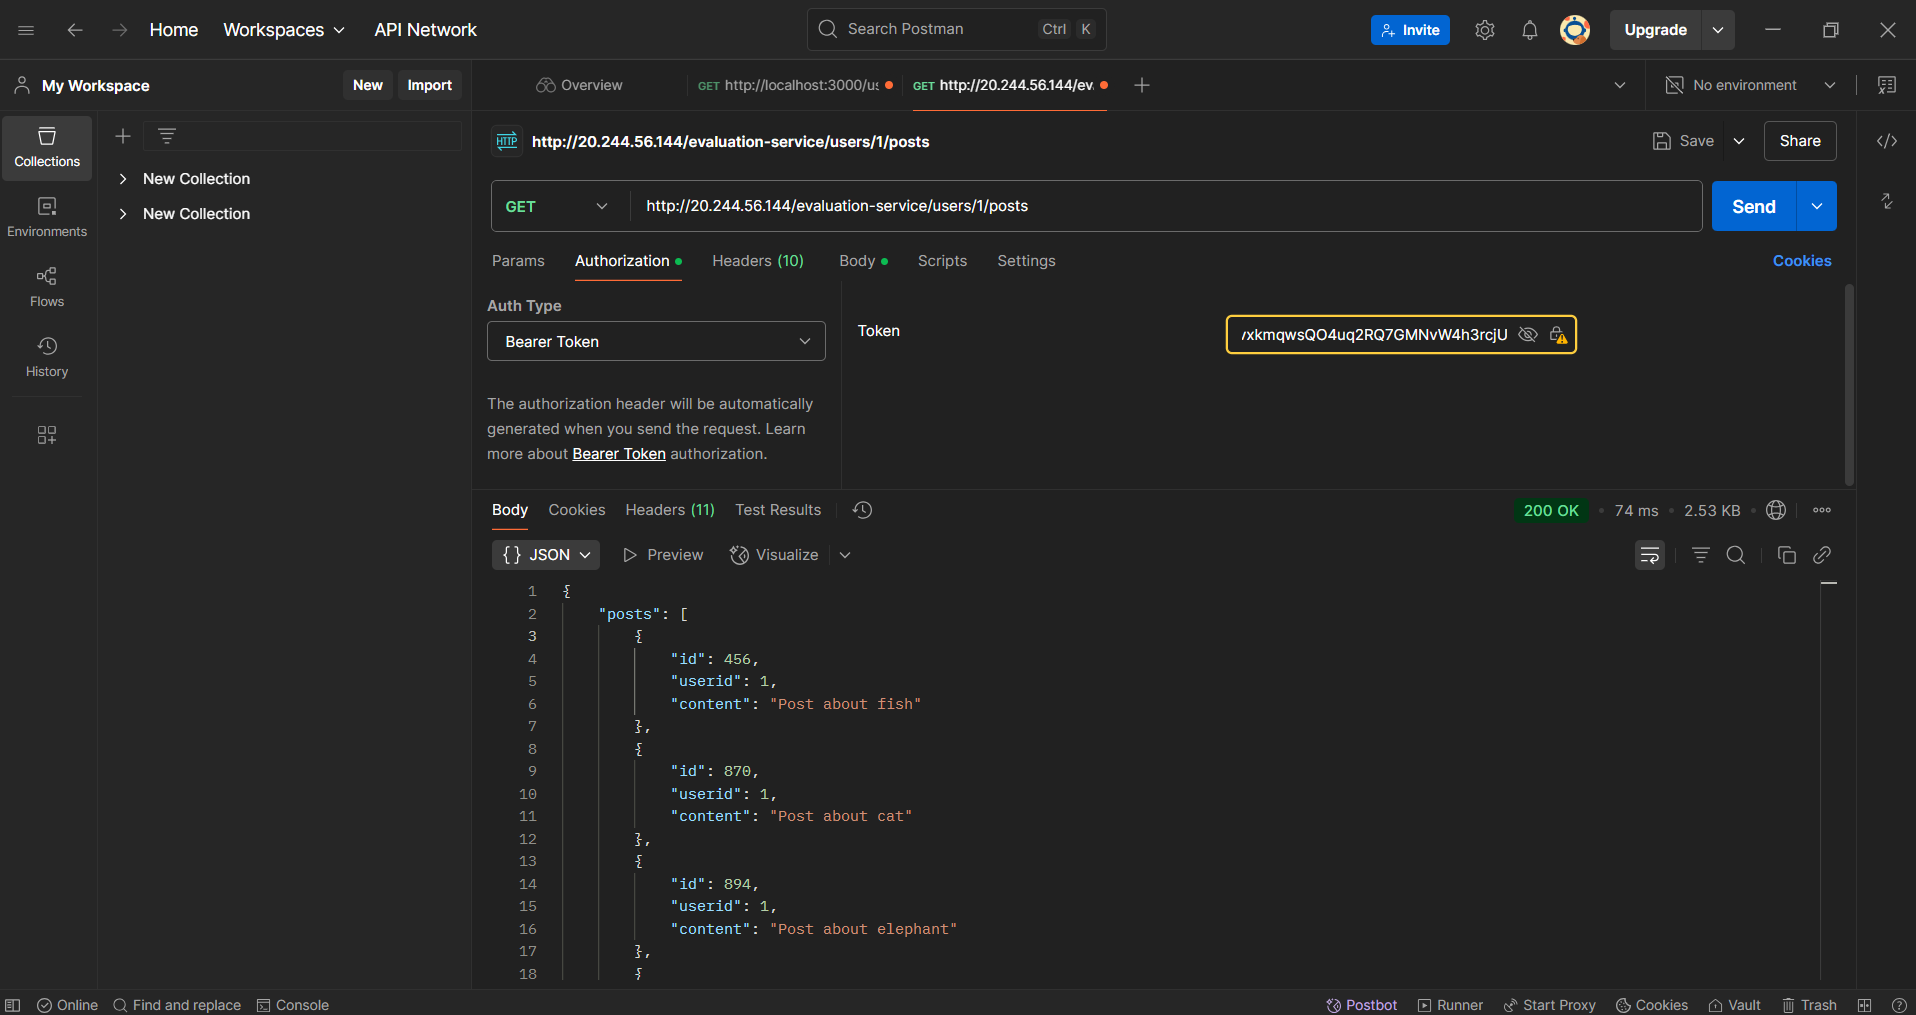 Home Workspaces API Network Search Postman Ctrl K Invite Upgrade
My Workspace New Import Overview GET http://localhost:3000/us GET http://20.244.56.144/ev. No environment
Collections
Environments
Flows
History
New Collection
New Collection
HTTP http://20.244.56.144/evaluation-service/users/1/posts Save Share
GET http://20.244.56.144/evaluation-service/users/1/posts Send
Params Authorization Headers (10) Body Scripts Settings Cookies
Auth Type
Bearer Token
Token
xkmqwsQO4uq2RQ7GMNvW4h3rcjU
The authorization header will be automatically
generated when you send the request. Learn
more about Bearer Token authorization.
Body Cookies Headers (11) Test Results 200 OK 74 ms 2.53 KB
{} JSON Preview Visualize
1 {
2 "posts": [
3 {
4 "id": 456,
5 "userid": 1,
6 "content": "Post about fish"
7 },
8 {
9 "id": 870,
10 "userid": 1,
11 "content": "Post about cat"
12 },
13 {
14 "id": 894,
15 "userid": 1,
16 "content": "Post about elephant"
17 },
18 {
Online Find and replace Console Postbot Runner Start Proxy Cookies Vault Trash